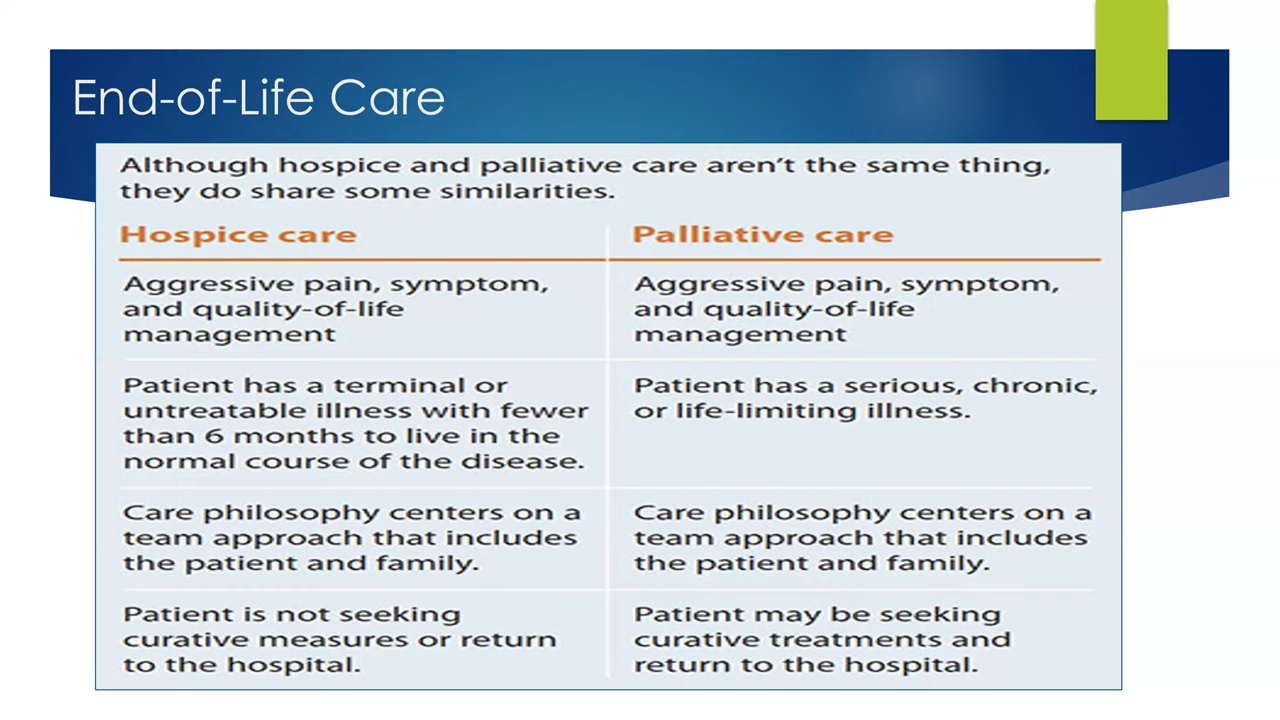 End-of-Life Care
Although hospice and palliative care aren't the same thing,
they do share some similarities.
Hospice care
Palliative care
Aggressive pain, symptom,
and quality-of-life
management
Aggressive pain, symptom,
and quality-of-life
management
Patient has a terminal or
untreatable illness with fewer
than 6 months to live in the
normal course of the disease.
Patient has a serious, chronic,
or life-limiting illness.
Care philosophy centers on a
team approach that includes
the patient and family.
Care philosophy centers on a
team approach that includes
the patient and family.
Patient is not seeking
curative measures or return
to the hospital.
Patient may be seeking
curative treatments and
return to the hospital.